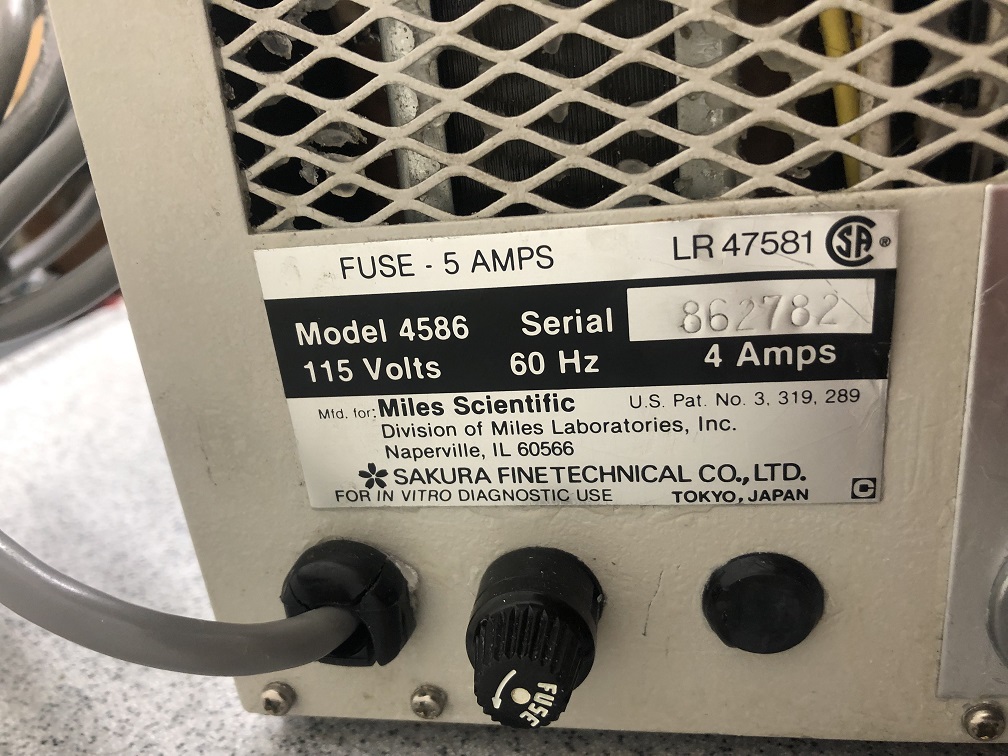 FUSE - 5 AMPS LR 47581 SA ®
Model 4586 Serial 862782
115 Volts 60 Hz 4 Amps
Mfd. for: Miles Scientific U.S. Pat. No. 3, 319, 289
Division of Miles Laboratories, Inc.
Naperville, IL 60566
SAKURA FINETECHNICAL CO., LTD.
FOR IN VITRO DIAGNOSTIC USE TOKYO, JAPAN C
FUSE